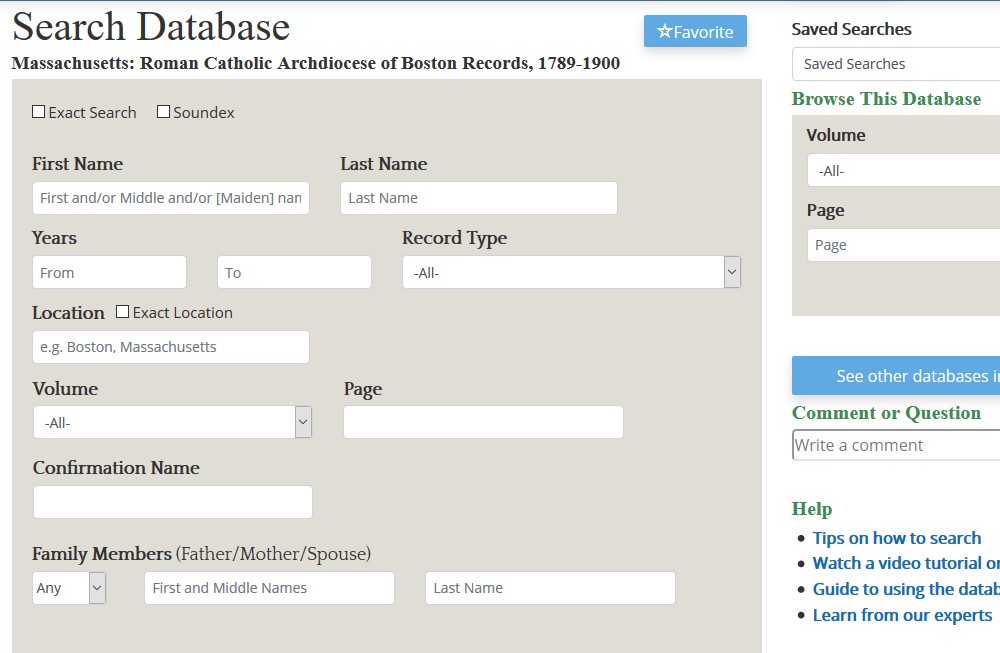 Search Database
☆Favorite
Massachusetts: Roman Catholic Archdiocese of Boston Records, 1789-1900
Exact Search Soundex
First Name Last Name
First and/or Middle and/or [Maiden] nan Last Name
Years Record Type
From To -All-
Location Exact Location
e.g. Boston, Massachusetts
Volume Page
-All-
Confirmation Name
Family Members (Father/Mother/Spouse)
Any First and Middle Names Last Name
Saved Searches
Saved Searches
Browse This Database
Volume
-All-
Page
Page
See other databases i
Comment or Question
Write a comment
Help
Tips on how to search
Watch a video tutorial o
Guide to using the datab
Learn from our experts